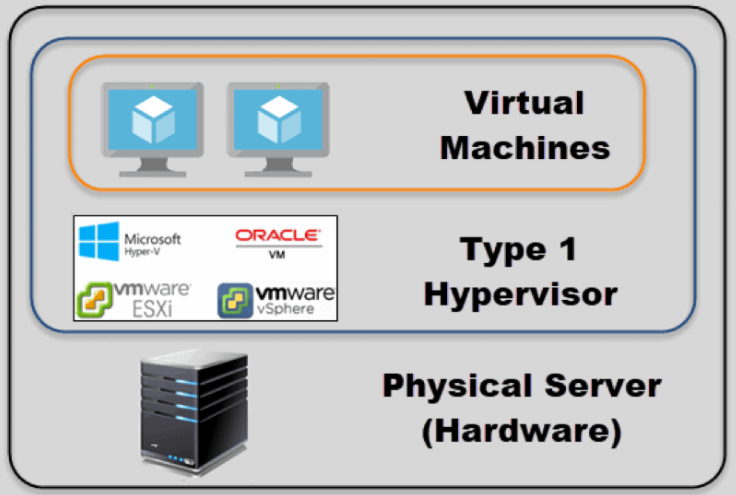 Virtual
Machines
Microsoft
Hyper-V
ORACLE
VM
vmware
ESXi
vmware
vSphere
Type 1
Hypervisor
Physical Server
(Hardware)